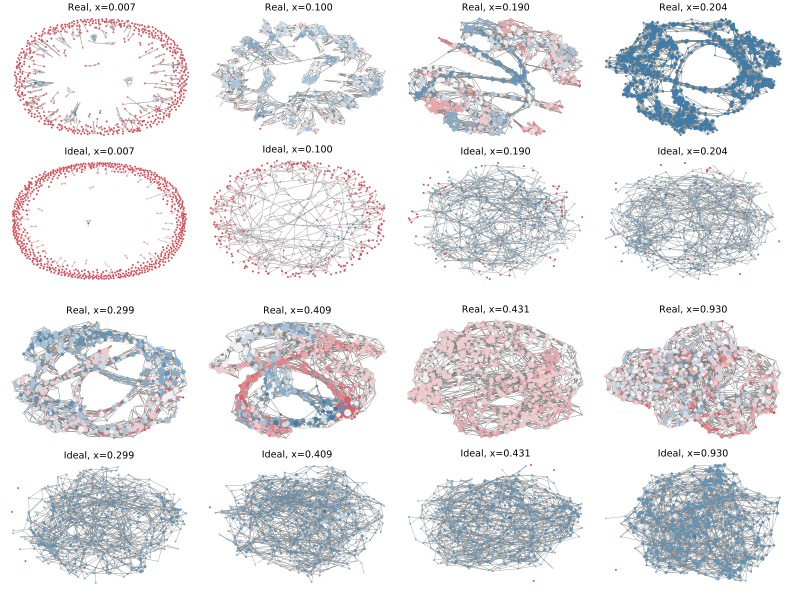 Real, x=0.007
Real, x=0.100
Real, x=0.190
Real, x=0.204
Ideal, x=0.007
Ideal, x=0.100
Ideal, x=0.190
Ideal, x=0.204
Real, x=0.299
Real, x=0.409
Real, x=0.431
Real, x=0.930
Ideal, x=0.299
Ideal, x=0.409
Ideal, x=0.431
Ideal, x=0.930